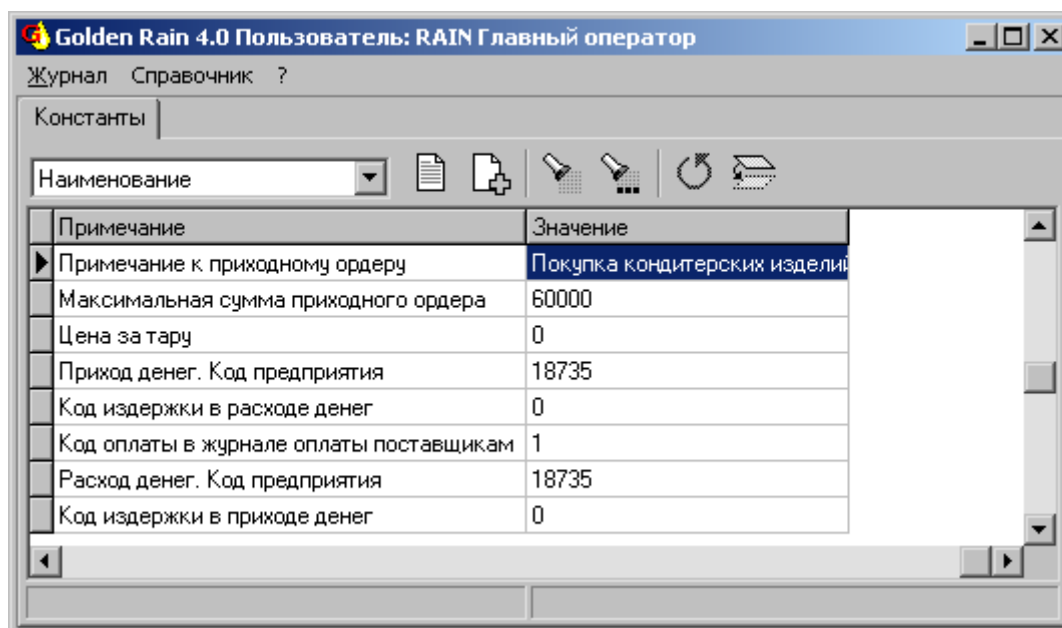 Golden Rain 4.0 Пользователь: RAIN Главный оператор
Журнал Справочник ?
Константы
Наименование
Примечание Значение
Примечание к приходному ордеру Покупка кондитерских изделий
Максимальная сумма приходного ордера 60000
Цена за тару 0
Приход денег. Код предприятия 18735
Код издержки в расходе денег 0
Код оплаты в журнале оплаты поставщикам 1
Расход денег. Код предприятия 18735
Код издержки в приходе денег 0